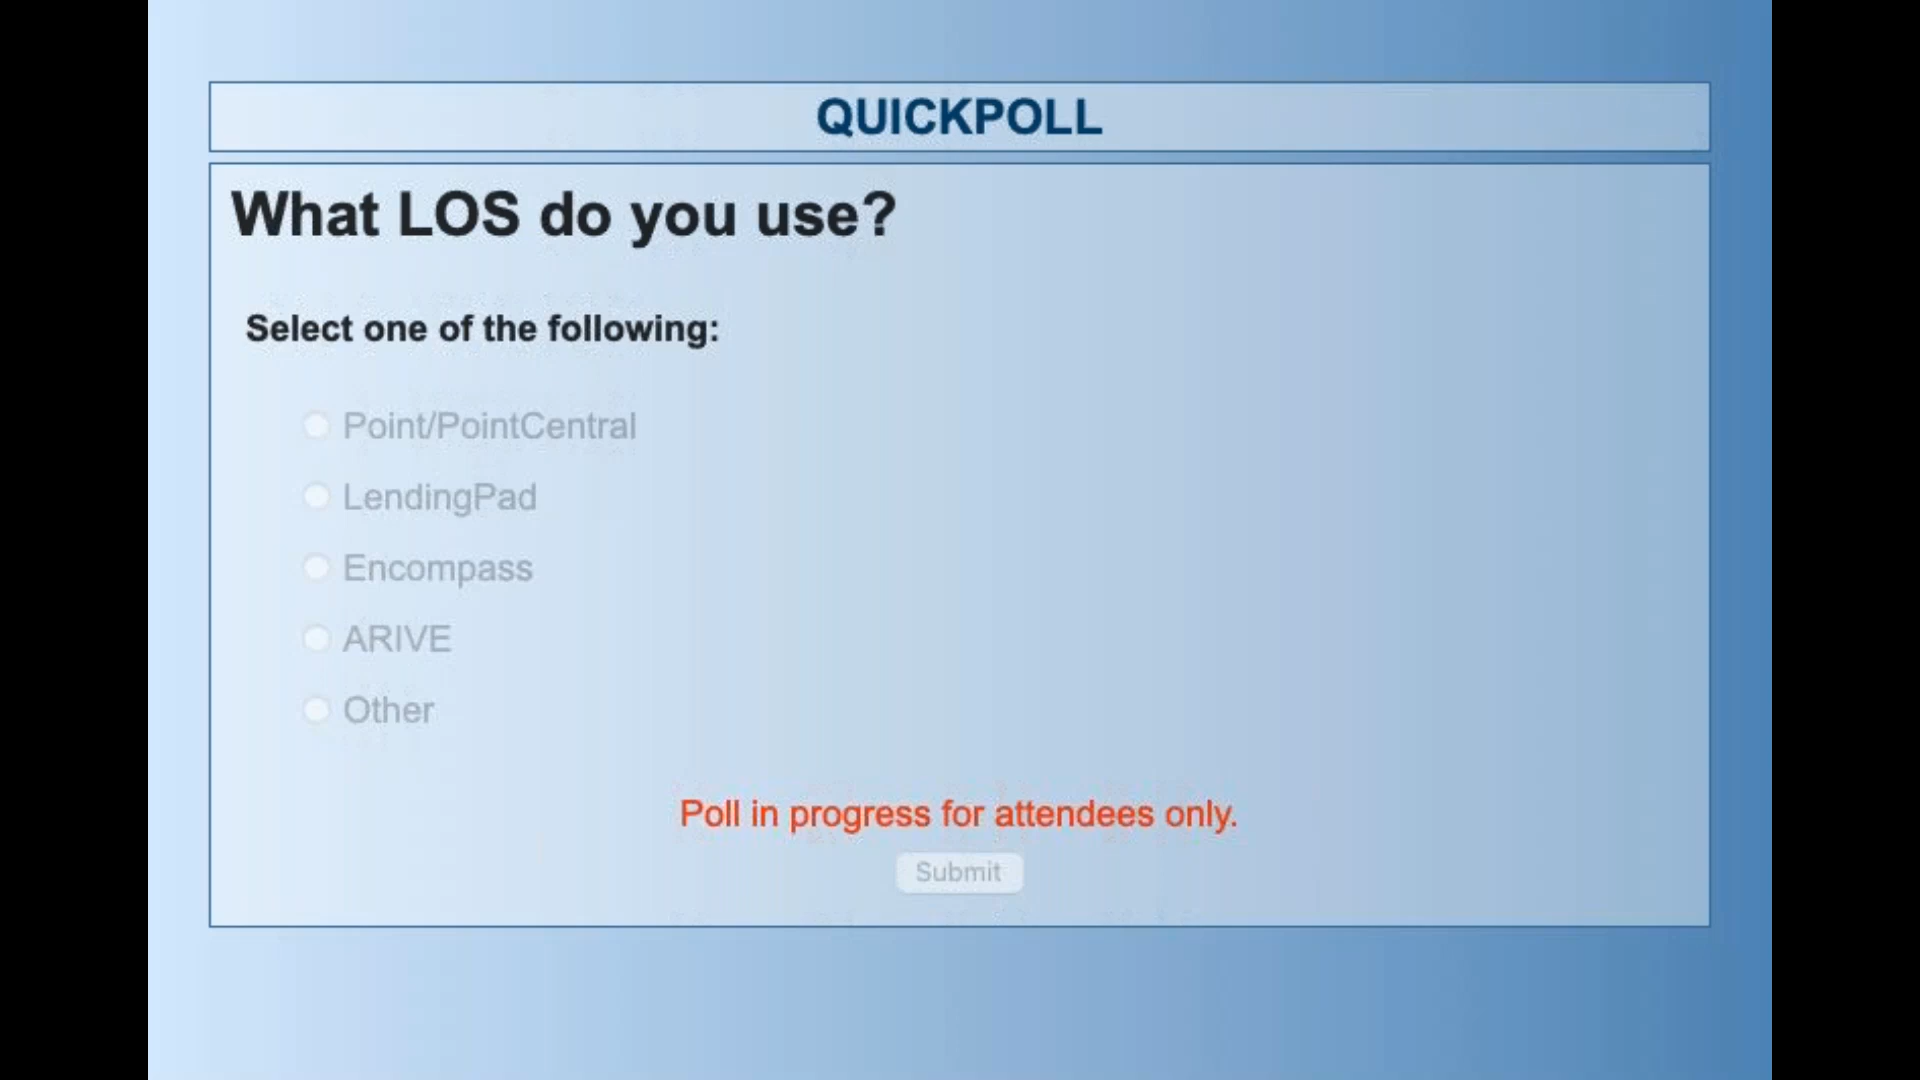 QUICKPOLL
What LOS do you use?
Select one of the following:
Point/PointCentral
LendingPad
Encompass
ARIVE
Other
Poll in progress for attendees only.
Submit